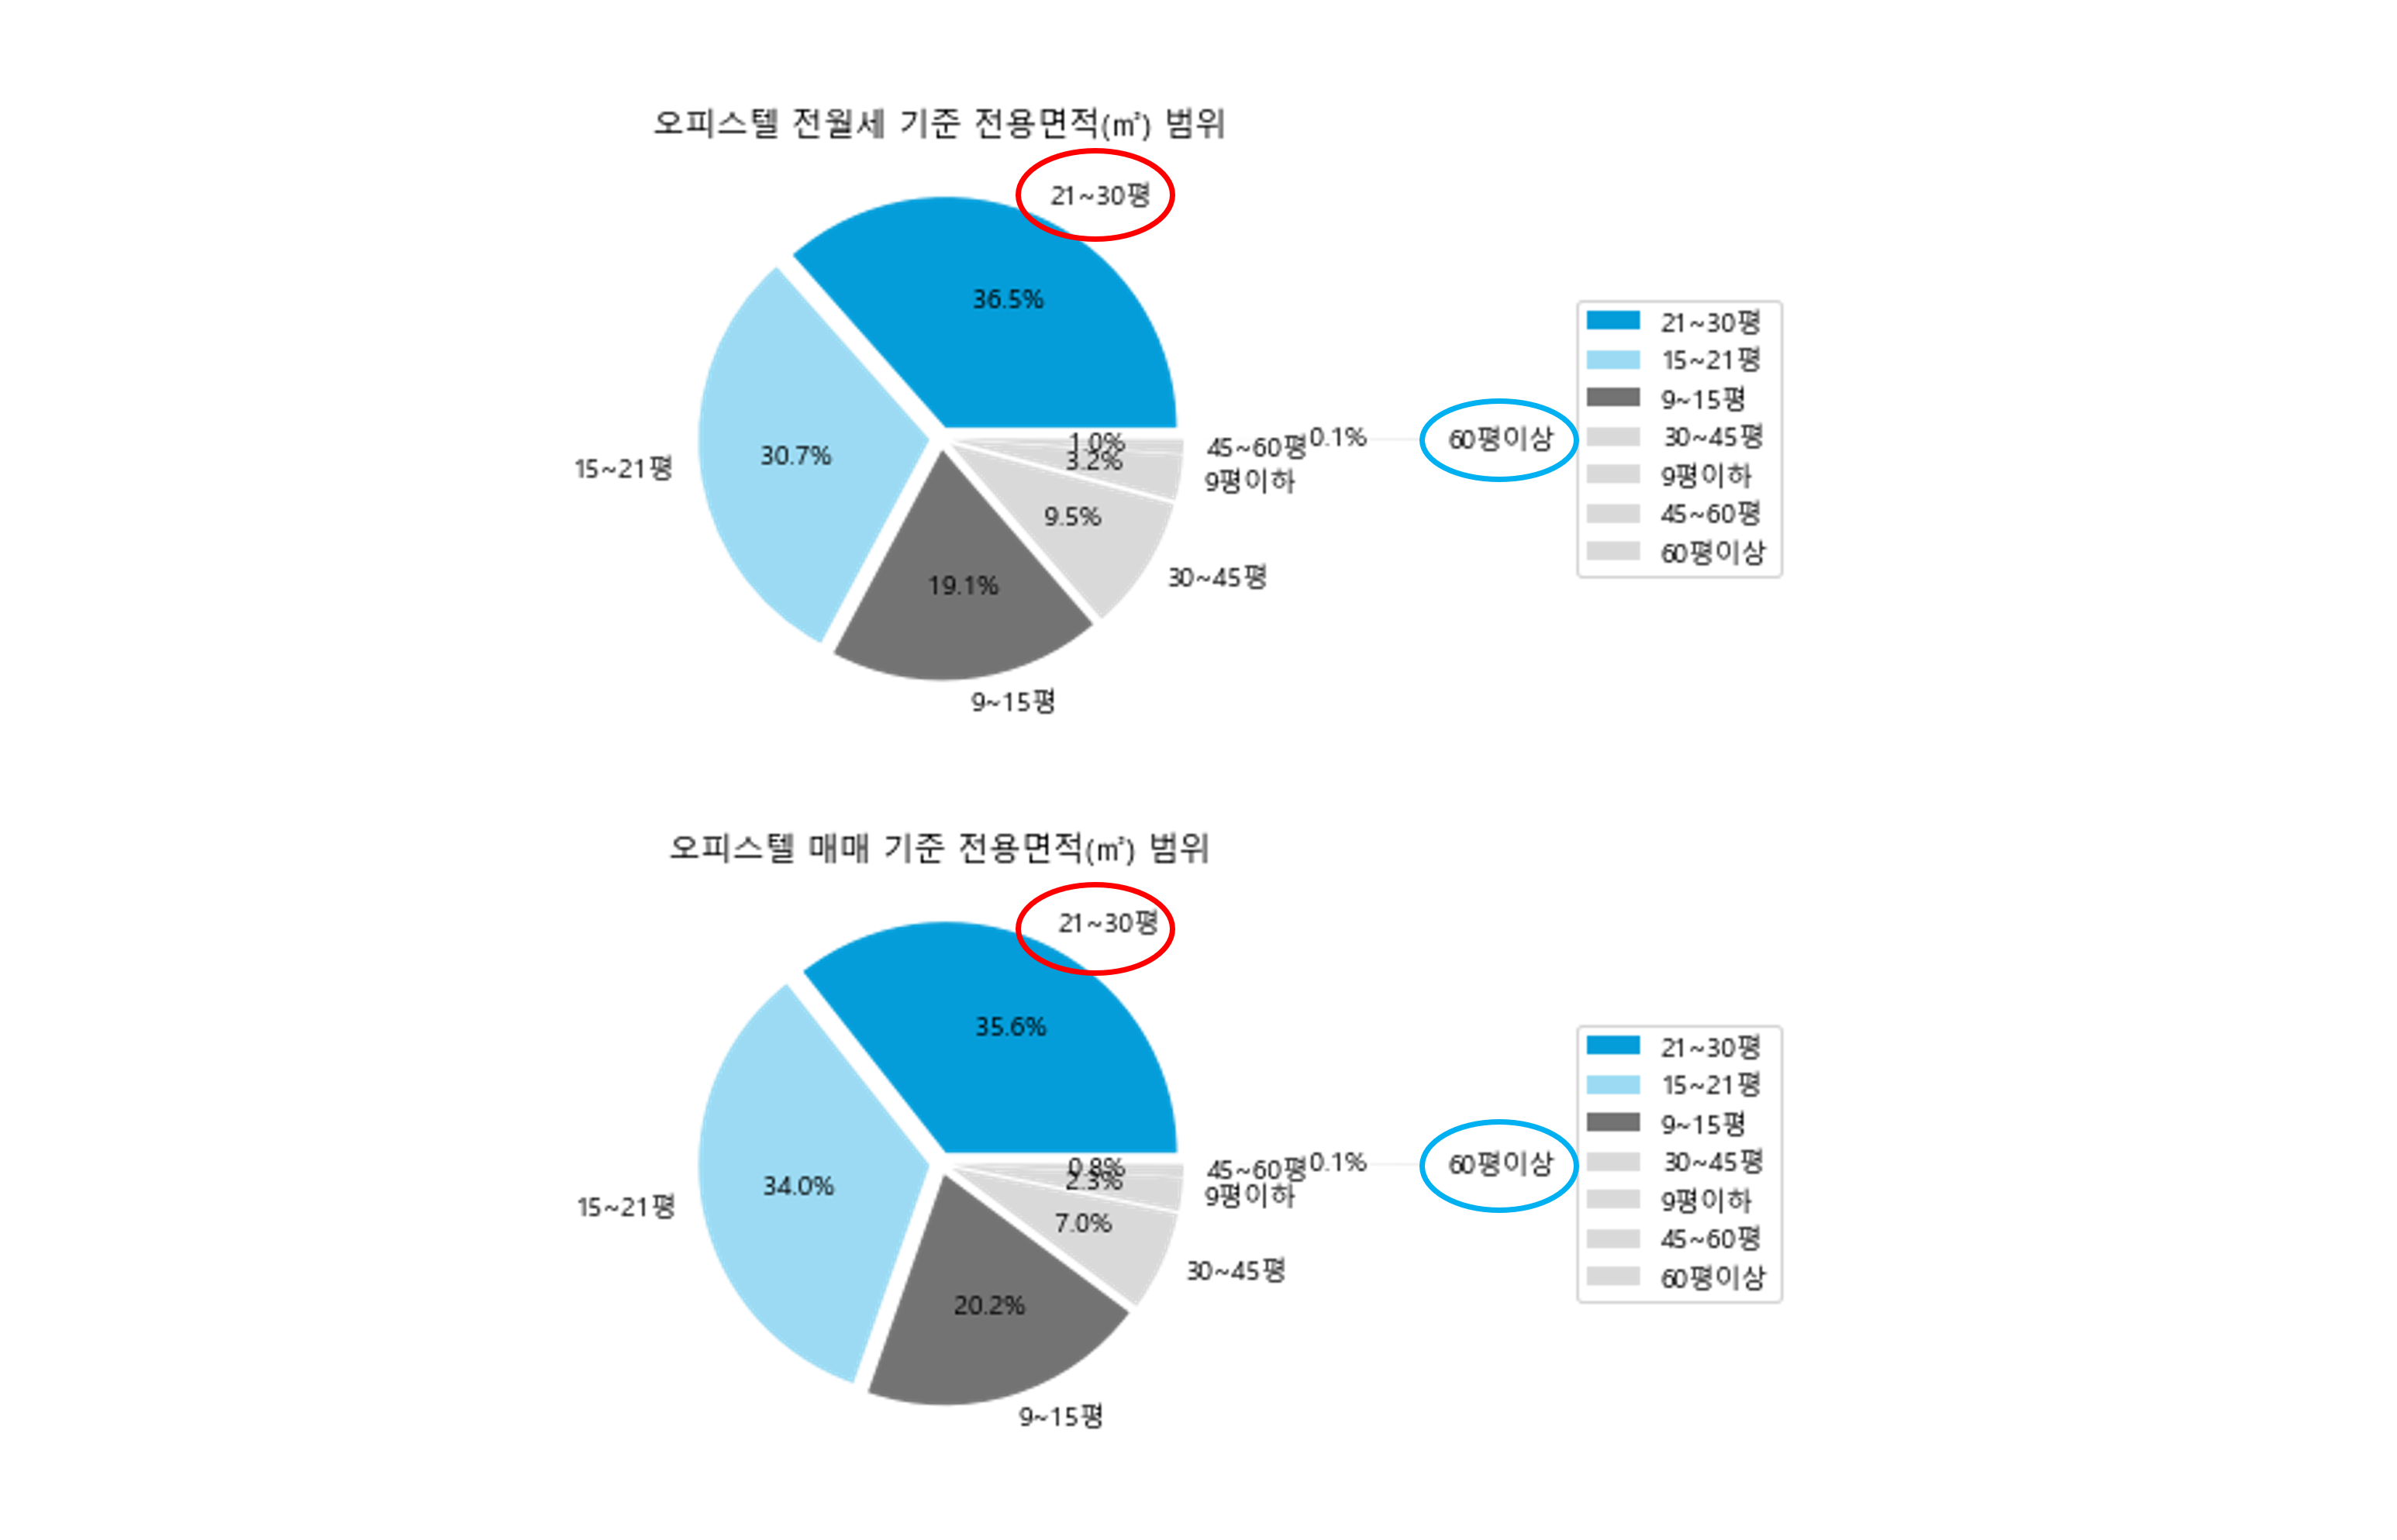 오피스텔 전월세 기준 전용면적(㎡) 범위
21~30평
36.5%
15~21평
30.7%
9~15평
19.1%
30~45평
9.5%
9평이하
3.2%
45~60평
1.0%
60평이상
0.1%
21~30평
15~21평
9~15평
30~45평
9평이하
45~60평
60평이상
오피스텔 매매 기준 전용면적(㎡) 범위
21~30평
35.6%
15~21평
34.0%
9~15평
20.2%
30~45평
7.0%
9평이하
2.3%
45~60평
0.8%
60평이상
0.1%
21~30평
15~21평
9~15평
30~45평
9평이하
45~60평
60평이상